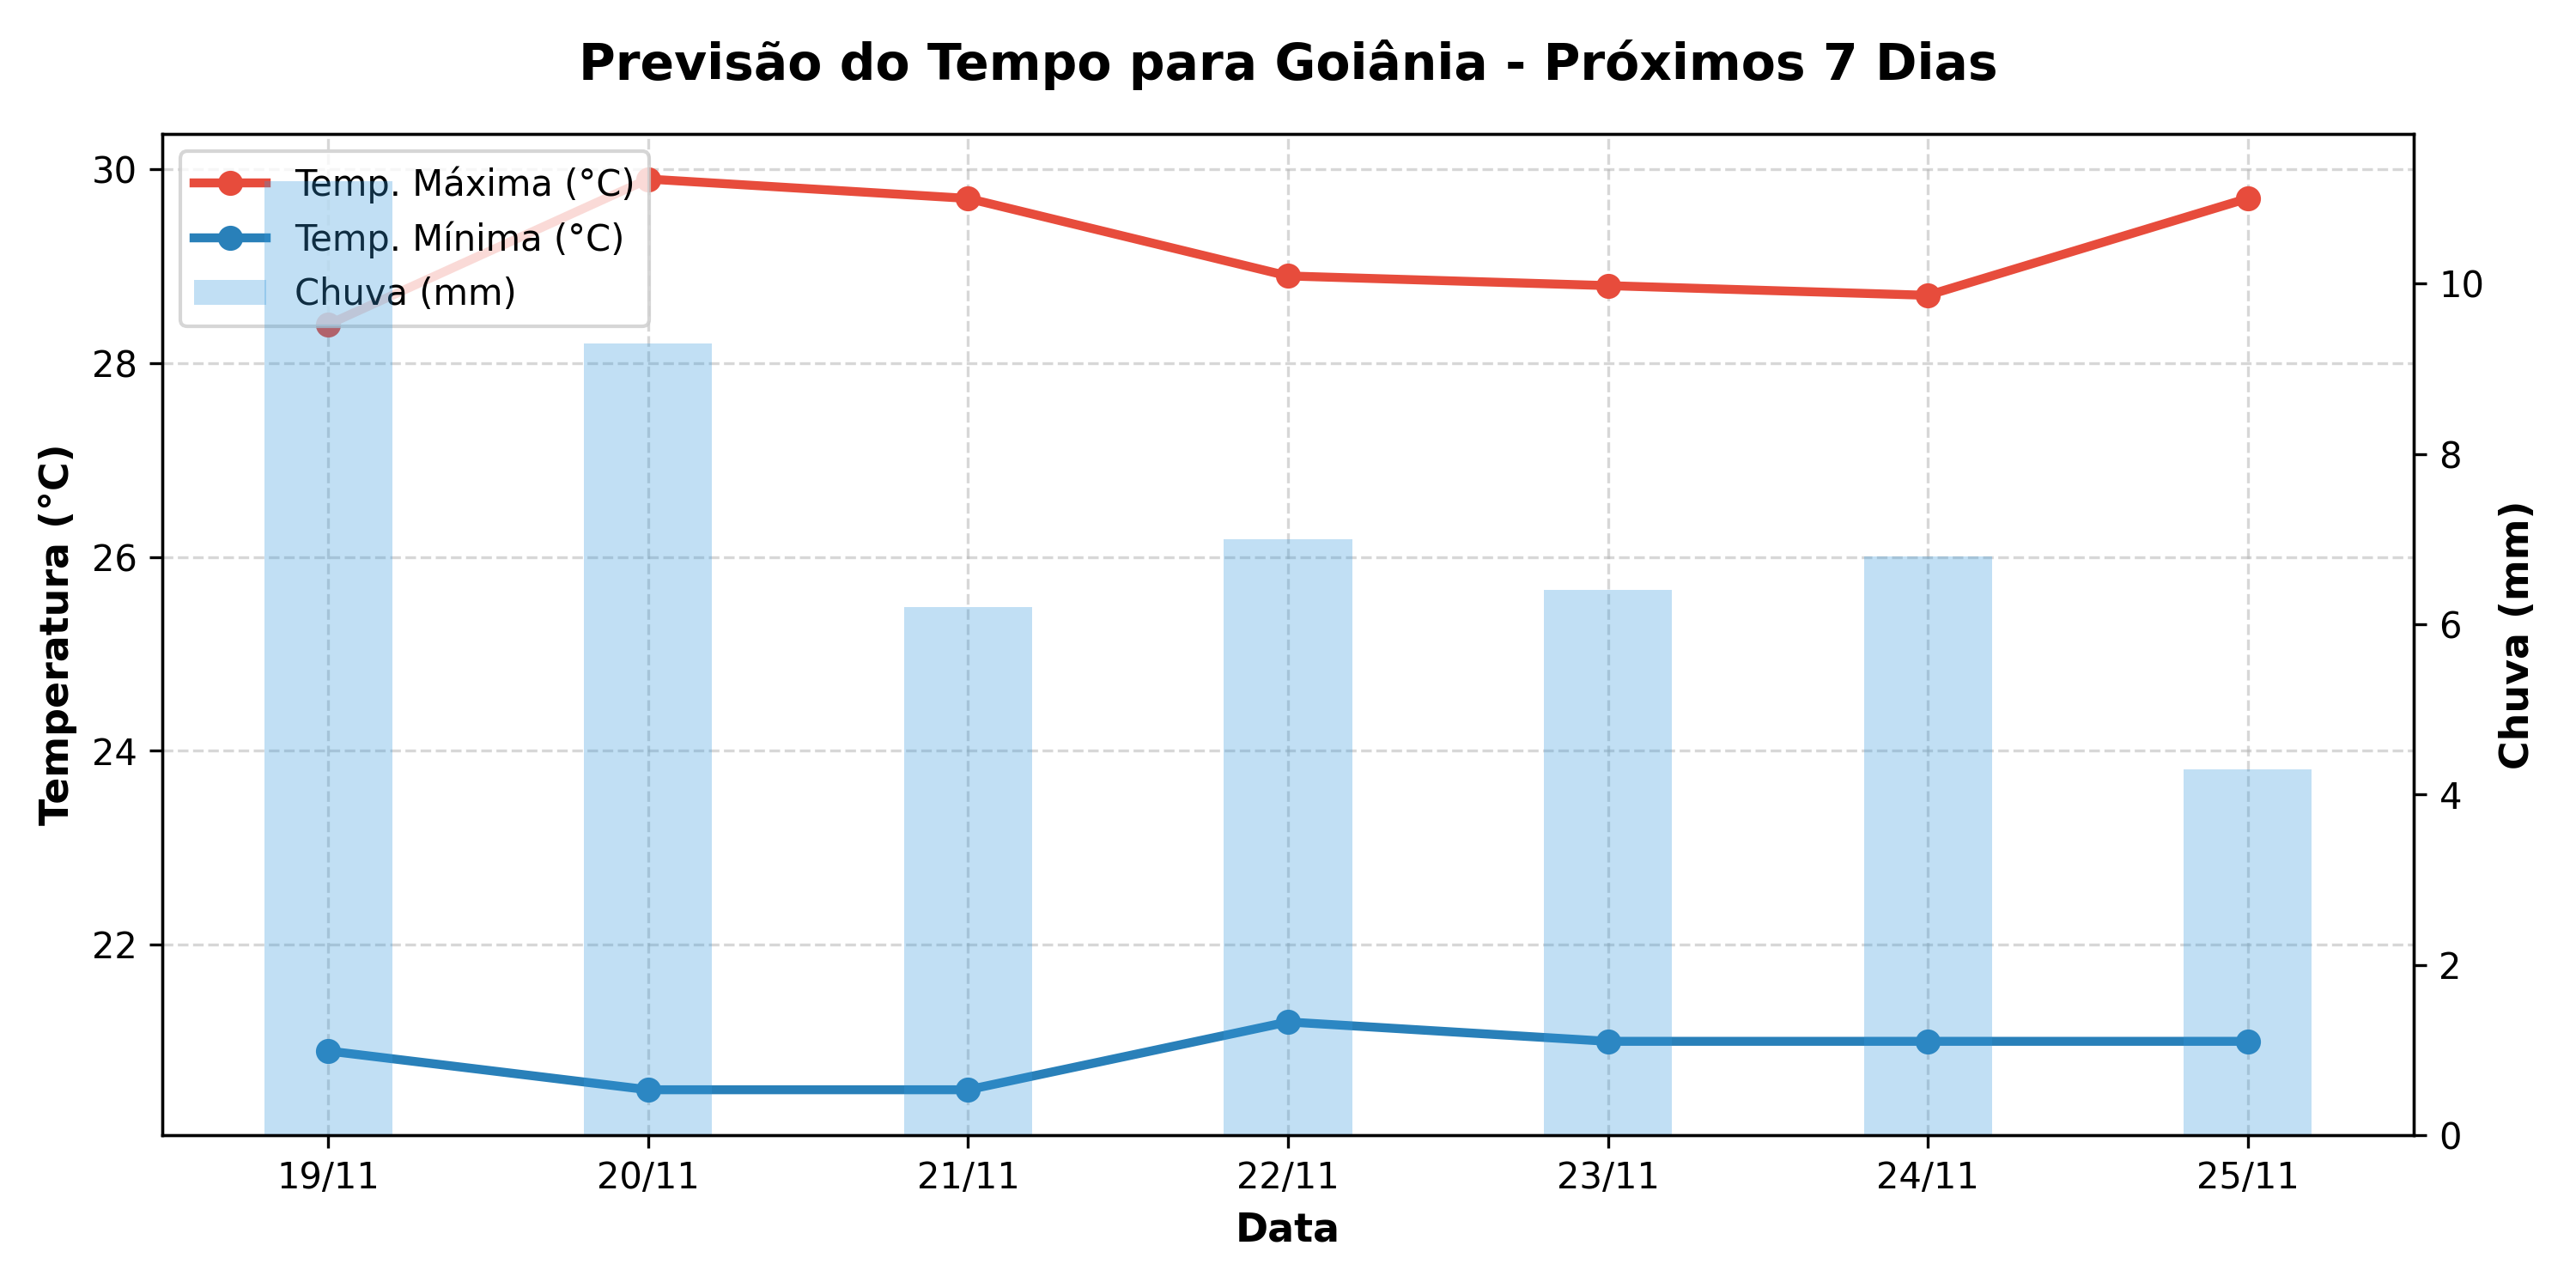 Previsão do Tempo para Goiânia - Próximos 7 Dias
Temp. Máxima (°C)
Temp. Mínima (°C)
Chuva (mm)
Temperatura (°C)
30
28
26
24
22
Chuva (mm)
10
8
6
4
2
0
19/11 20/11 21/11 22/11 23/11 24/11 25/11
Data